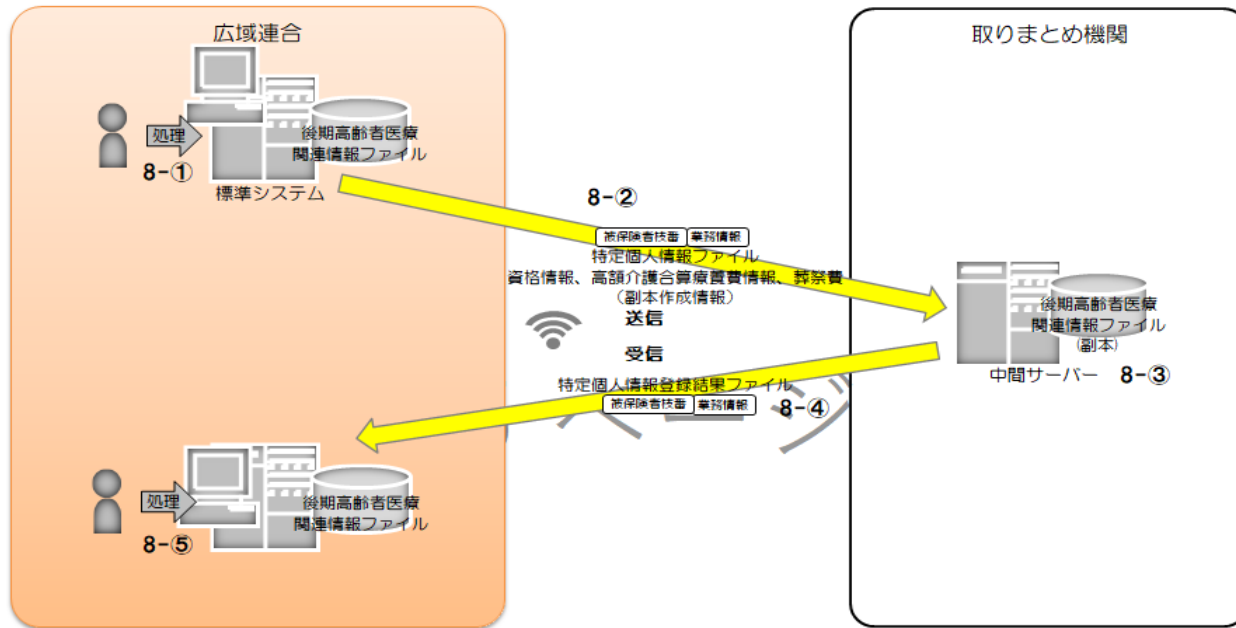 広域連合
取りまとめ機関
処理
8-①
後期高齢者医療
関連情報ファイル
標準システム
8-②
被保険者枝番 業務情報
特定個人情報ファイル
資格情報、高額介護合算療養費情報、葬祭費
（副本作成情報）
送信
受信
後期高齢者医療
関連情報ファイル
(副本)
中間サーバー 8-③
特定個人情報登録結果ファイル
被保険者枝番 業務情報
8-④
処理
8-⑤
後期高齢者医療
関連情報ファイル